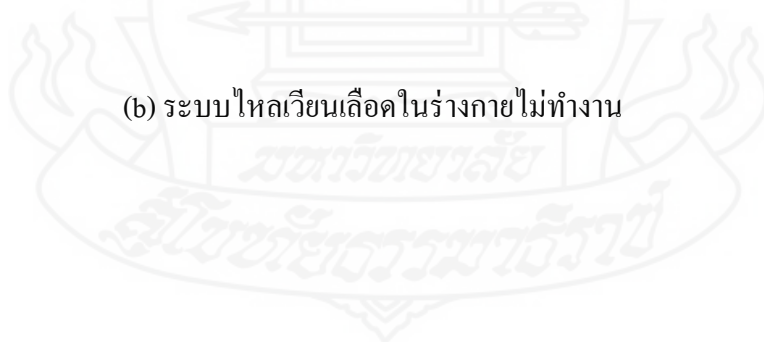 (b) ระบบไหลเวียนเลือดในร่างกายไม่ทำงาน
มหาวิทยาลัย
สุโขทัยธรรมาธิราช